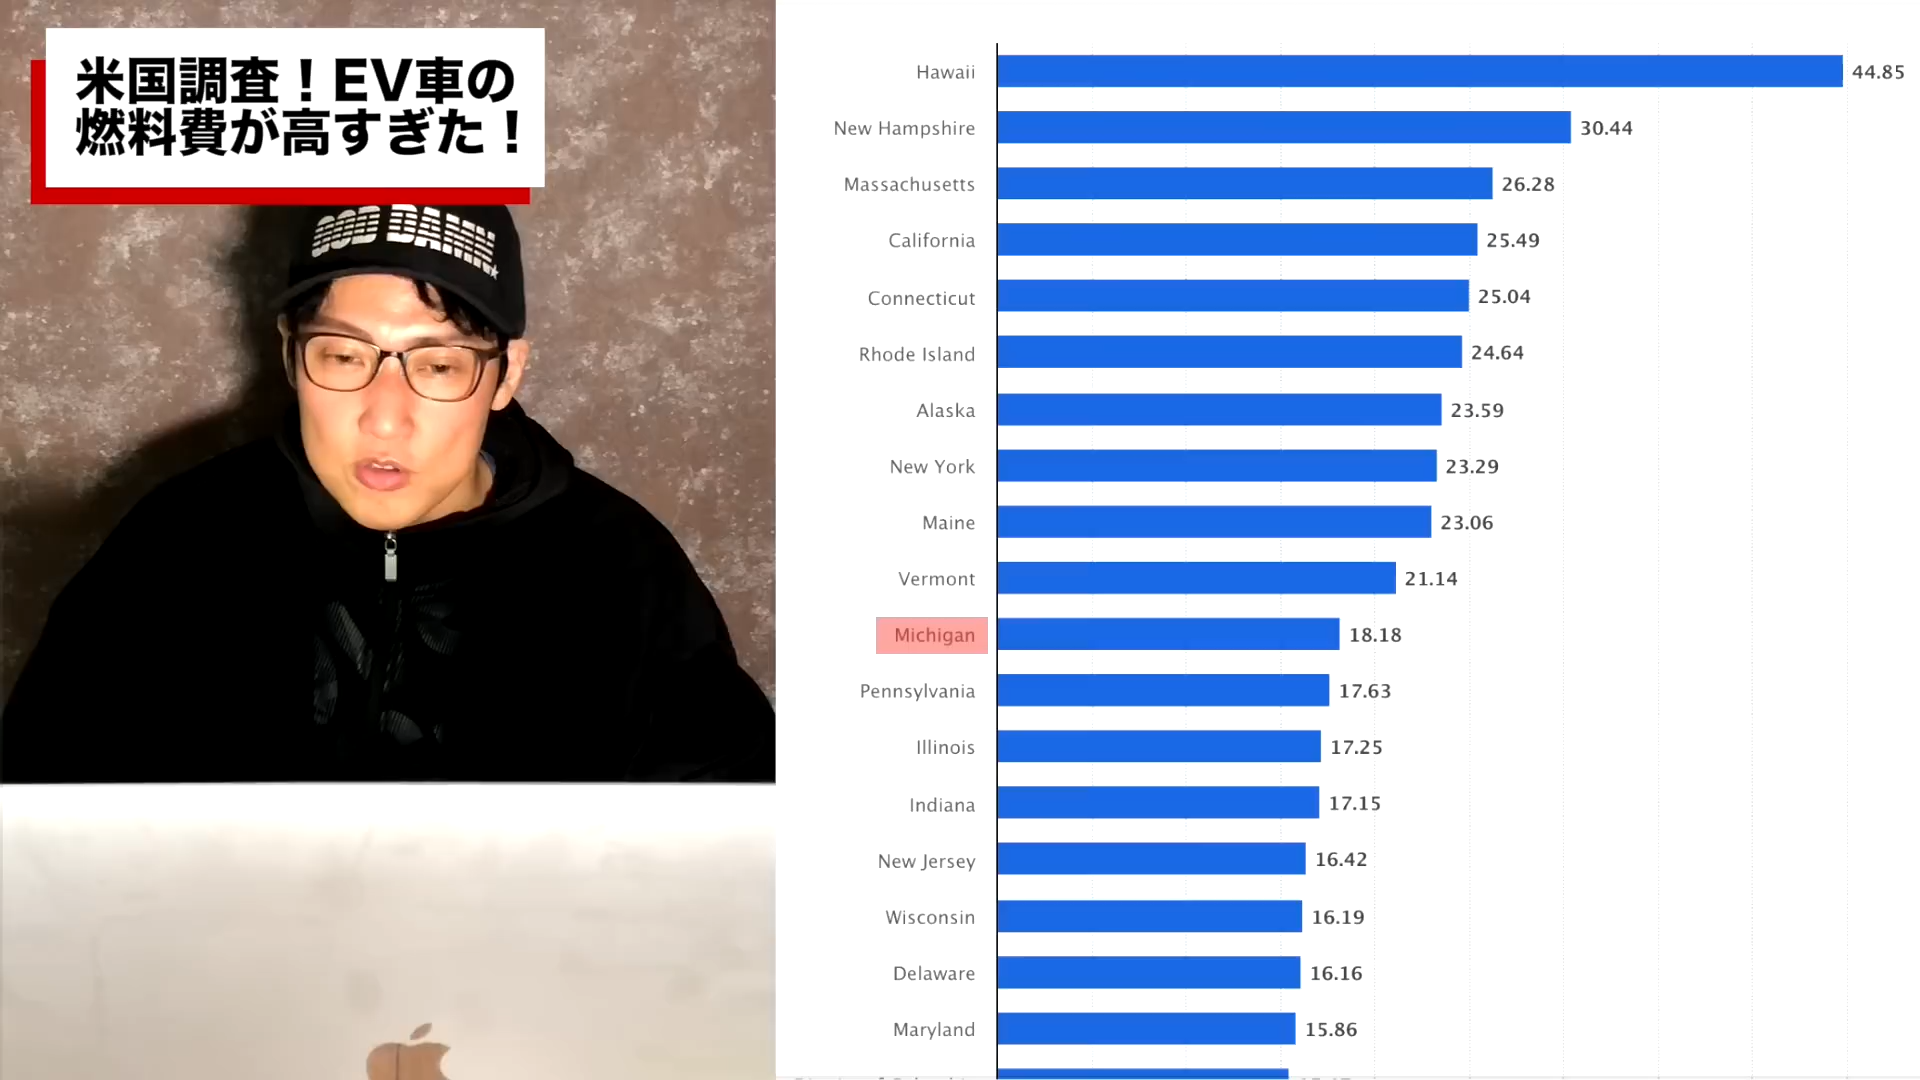 米国調査！EV車の
燃料費が高すぎた！
GOD DAMN.
Hawaii 44.85
New Hampshire 30.44
Massachusetts 26.28
California 25.49
Connecticut 25.04
Rhode Island 24.64
Alaska 23.59
New York 23.29
Maine 23.06
Vermont 21.14
Michigan 18.18
Pennsylvania 17.63
Illinois 17.25
Indiana 17.15
New Jersey 16.42
Wisconsin 16.19
Delaware 16.16
Maryland 15.86